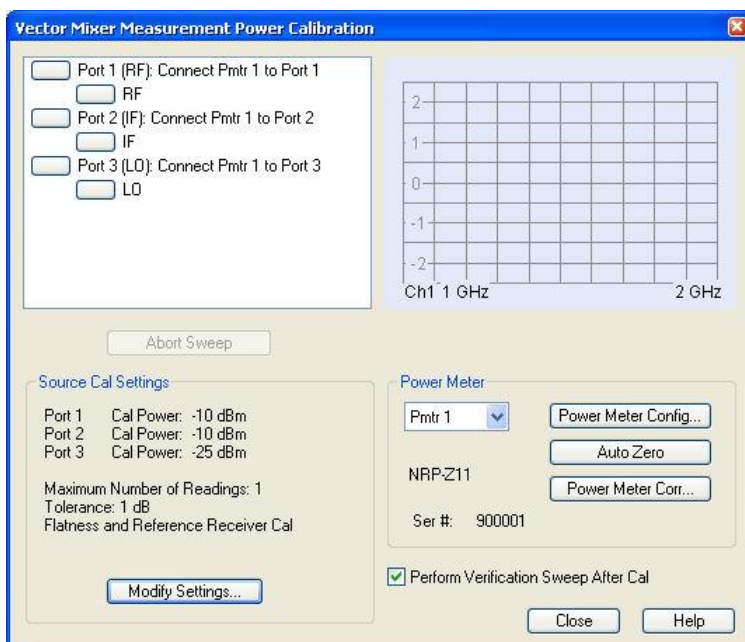 Vector Mixer Measurement Power Calibration
Port 1 (RF): Connect Pmtr 1 to Port 1
RF
Port 2 (IF): Connect Pmtr 1 to Port 2
IF
Port 3 (LO): Connect Pmtr 1 to Port 3
LO
2
1
0
-1
-2
Ch1 1 GHz 2 GHz
Abort Sweep
Source Cal Settings
Port 1 Cal Power: -10 dBm
Port 2 Cal Power: -10 dBm
Port 3 Cal Power: -25 dBm
Maximum Number of Readings: 1
Tolerance: 1 dB
Flatness and Reference Receiver Cal
Modify Settings...
Power Meter
Pmtr 1
Power Meter Config...
Auto Zero
NRP-Z11
Power Meter Corr...
Ser #: 900001
Perform Verification Sweep After Cal
Close
Help